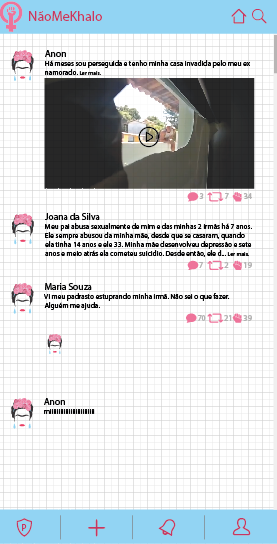 NãoMeKhalo
Anon
Há meses sou perseguida e tenho minha casa invadida pelo meu ex
namorado. Ler mais.
3 7 34
Joana da Silva
Meu pai abusa sexualmente de mim e das minhas 2 irmãs há 7 anos.
Ele sempre abusou da minha mãe, desde que se casaram, quando
ela tinha 14 anos e ele 33. Minha mãe desenvolveu depressão e sete
anos e meio atrás ela cometeu suicídio. Desde então, ele d... Ler mais.
7 2 19
Maria Souza
Vi meu padrasto estuprando minha irmã. Não sei o que fazer.
Alguém me ajuda.
70 21 39
Anon
P